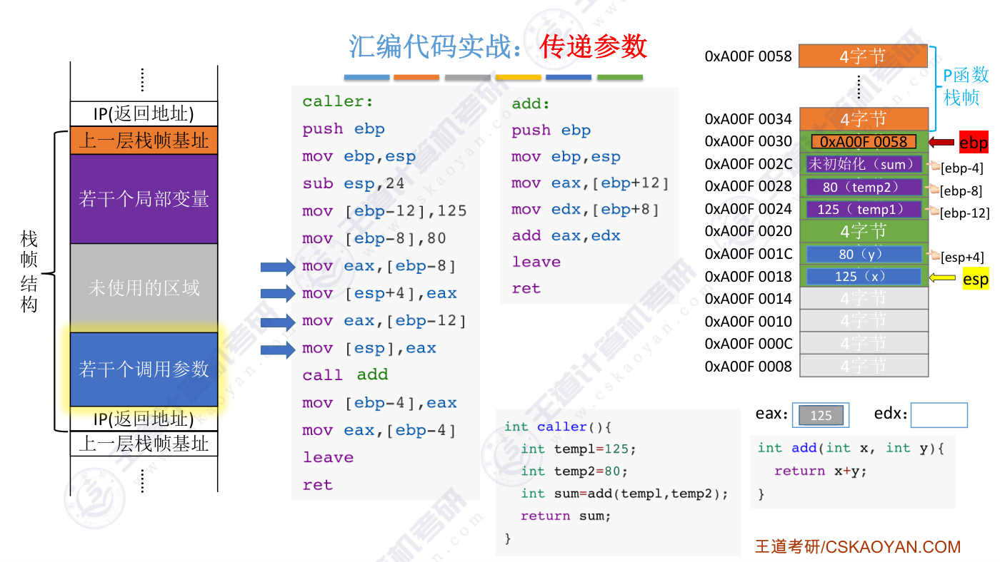 汇编代码实战：传递参数
IP(返回地址)
上一层栈帧基址
若干个局部变量
未使用的区域
若干个调用参数
IP(返回地址)
上一层栈帧基址
栈帧结构
caller:
push ebp
mov ebp,esp
sub esp,24
mov [ebp-12],125
mov [ebp-8],80
mov eax,[ebp-8]
mov [esp+4],eax
mov eax,[ebp-12]
mov [esp],eax
call add
mov [ebp-4],eax
mov eax,[ebp-4]
leave
ret
add:
push ebp
mov ebp,esp
mov eax,[ebp+12]
mov edx,[ebp+8]
add eax,edx
leave
ret
int caller(){
int temp1=125;
int temp2=80;
int sum=add(temp1,temp2);
return sum;
}
0xA00F 0058 4字节
P函数
栈帧
0xA00F 0034 4字节
0xA00F 0030 0xA00F 0058 ebp
0xA00F 002C 未初始化（sum） [ebp-4]
0xA00F 0028 80（temp2） [ebp-8]
0xA00F 0024 125（ temp1） [ebp-12]
0xA00F 0020 4字节
0xA00F 001C 80（y） [esp+4]
0xA00F 0018 125（x） esp
0xA00F 0014 4字节
0xA00F 0010 4字节
0xA00F 000C 4字节
0xA00F 0008 4字节
eax： 125 edx：
int add(int x, int y){
return x+y;
}
王道考研/CSKAOYAN.COM